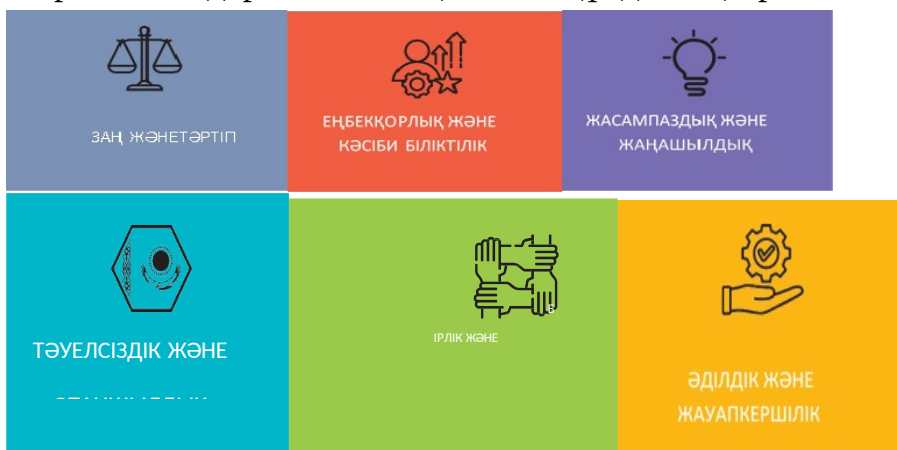 ЗАҢ ЖӘНЕТӘРТІП
ЕҢБЕКҚОРЛЫҚ ЖӘНЕ
КӘСІБИ БІЛІКТІЛІК
ЖАСАМПАЗДЫҚ ЖӘНЕ
ЖАҢАШЫЛДЫҚ
ТӘУЕЛСІЗДІК ЖӘНЕ
Б
ІРЛІК ЖӘНЕ
ӘДІЛДІК ЖӘНЕ
ЖАУАПКЕРШІЛІК